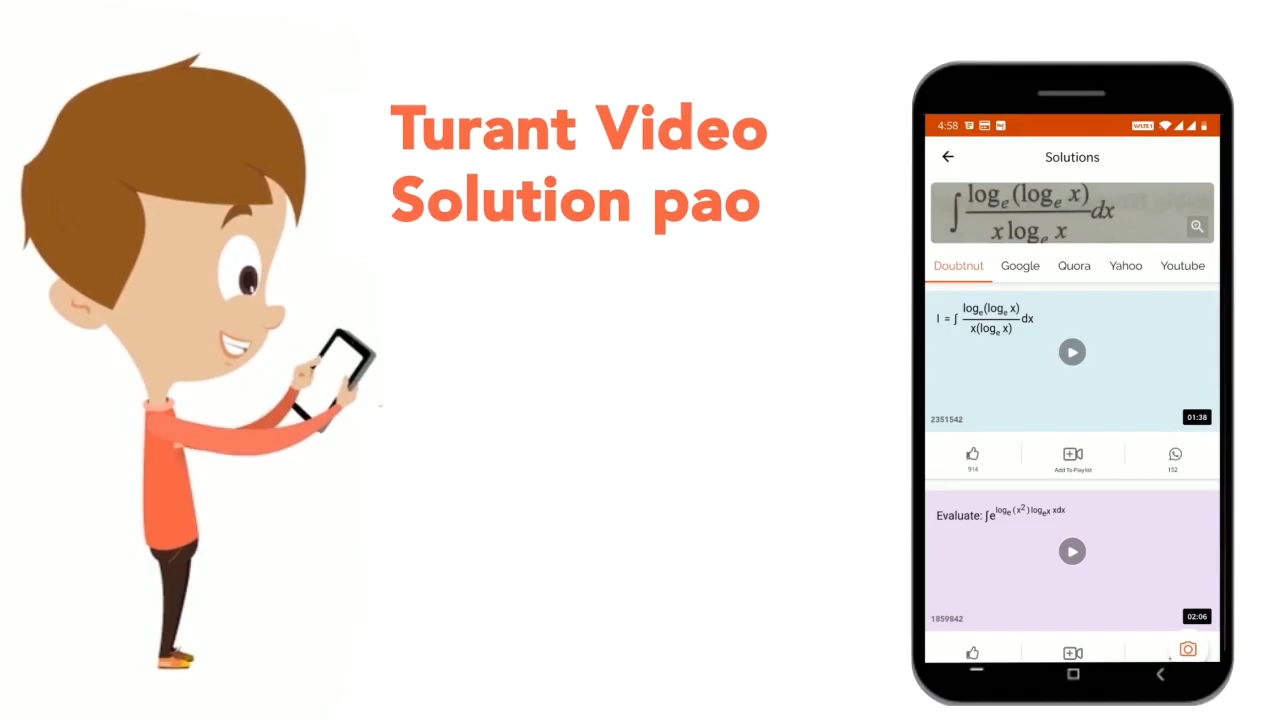 Turant Video
Solution pao
4:58
VoLTE1
Solutions
∫ logₑ(logₑ x) / x logₑ x dx
Doubtnut Google Quora Yahoo Youtube
I = ∫ logₑ(logₑ x) / x(logₑ x) dx
2351542 01:38
914 Add To Playlist 152
Evaluate: ∫e^logₑ(x²)logₑx xdx
1859842 02:06